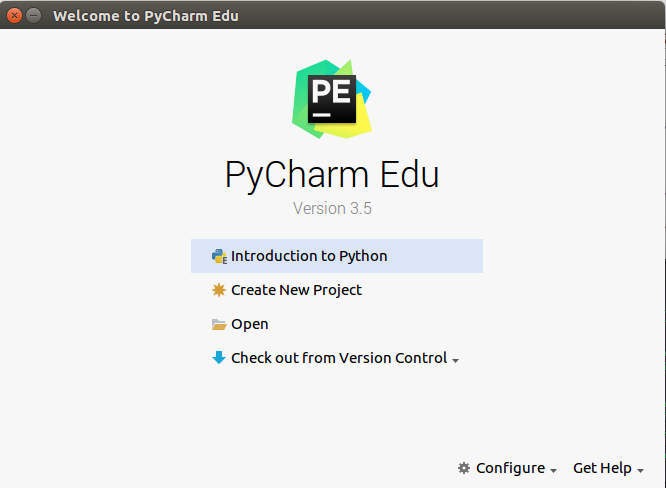 Welcome to PyCharm Edu
PE
PyCharm Edu
Version 3.5
Introduction to Python
Create New Project
Open
Check out from Version Control
Configure Get Help